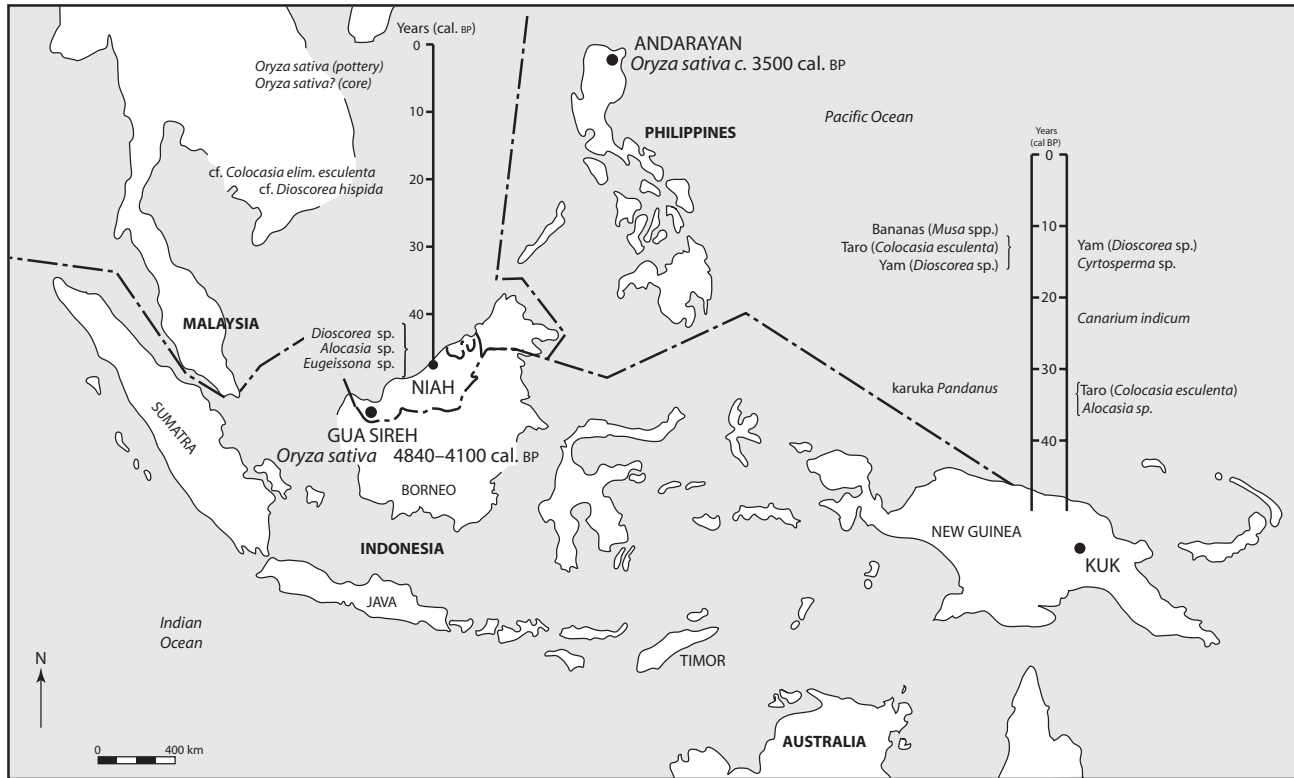 Years (cal. BP)
0
10
20
30
40
Oryza sativa (pottery)
Oryza sativa? (core)
cf. Colocasia elim. esculenta
cf. Dioscorea hispida
Dioscorea sp.
Alocasia sp.
Eugeissona sp.
ANDARAYAN
Oryza sativa c. 3500 cal. BP
PHILIPPINES
Pacific Ocean
Years
(cal BP)
0
10
20
30
40
Bananas (Musa spp.)
Taro (Colocasia esculenta)
Yam (Dioscorea sp.)
Yam (Dioscorea sp.)
Cyrtosperma sp.
Canarium indicum
karuka Pandanus
Taro (Colocasia esculenta)
Alocasia sp.
MALAYSIA
NIAH
SUMATRA
GUA SIREH
Oryza sativa 4840–4100 cal. BP
BORNEO
NEW GUINEA
KUK
INDONESIA
JAVA
Indian
Ocean
TIMOR
N
AUSTRALIA
0 400 km